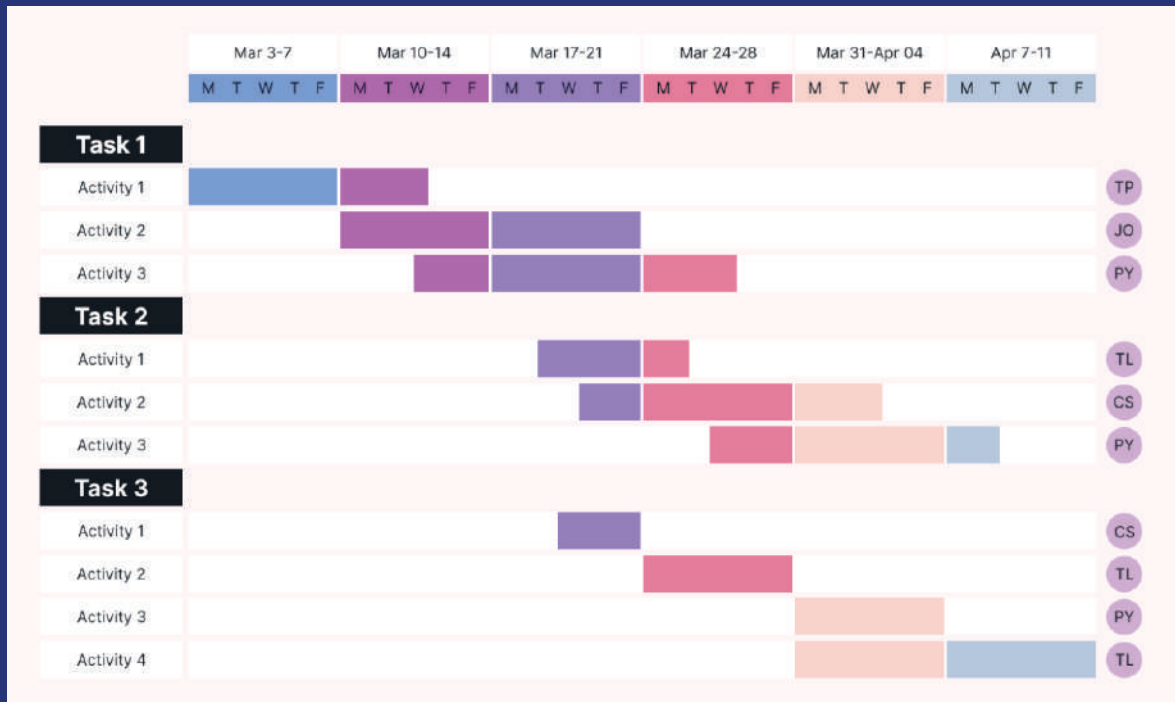 Mar 3-7 Mar 10-14 Mar 17-21 Mar 24-28 Mar 31-Apr 04 Apr 7-11
M T W T F M T W T F M T W T F M T W T F M T W T F M T W T F
Task 1
Activity 1 TP
Activity 2 JO
Activity 3 PY
Task 2
Activity 1 TL
Activity 2 CS
Activity 3 PY
Task 3
Activity 1 CS
Activity 2 TL
Activity 3 PY
Activity 4 TL